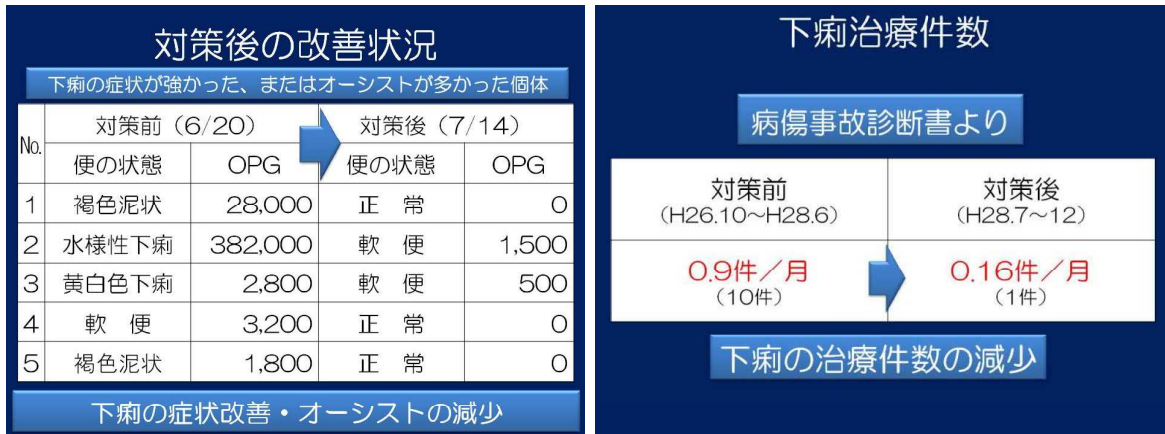 対策後の改善状況
下痢の症状が強かった、またはオーシストが多かった個体
No. 対策前（6/20） 対策後（7/14）
便の状態 OPG 便の状態 OPG
1 褐色泥状 28,000 正 常 0
2 水様性下痢 382,000 軟 便 1,500
3 黄白色下痢 2,800 軟 便 500
4 軟 便 3,200 正 常 0
5 褐色泥状 1,800 正 常 0
下痢の症状改善・オーシストの減少
下痢治療件数
病傷事故診断書より
対策前 対策後
（H26.10～H28.6） （H28.7～12）
0.9件／月 0.16件／月
（10件） （1件）
下痢の治療件数の減少